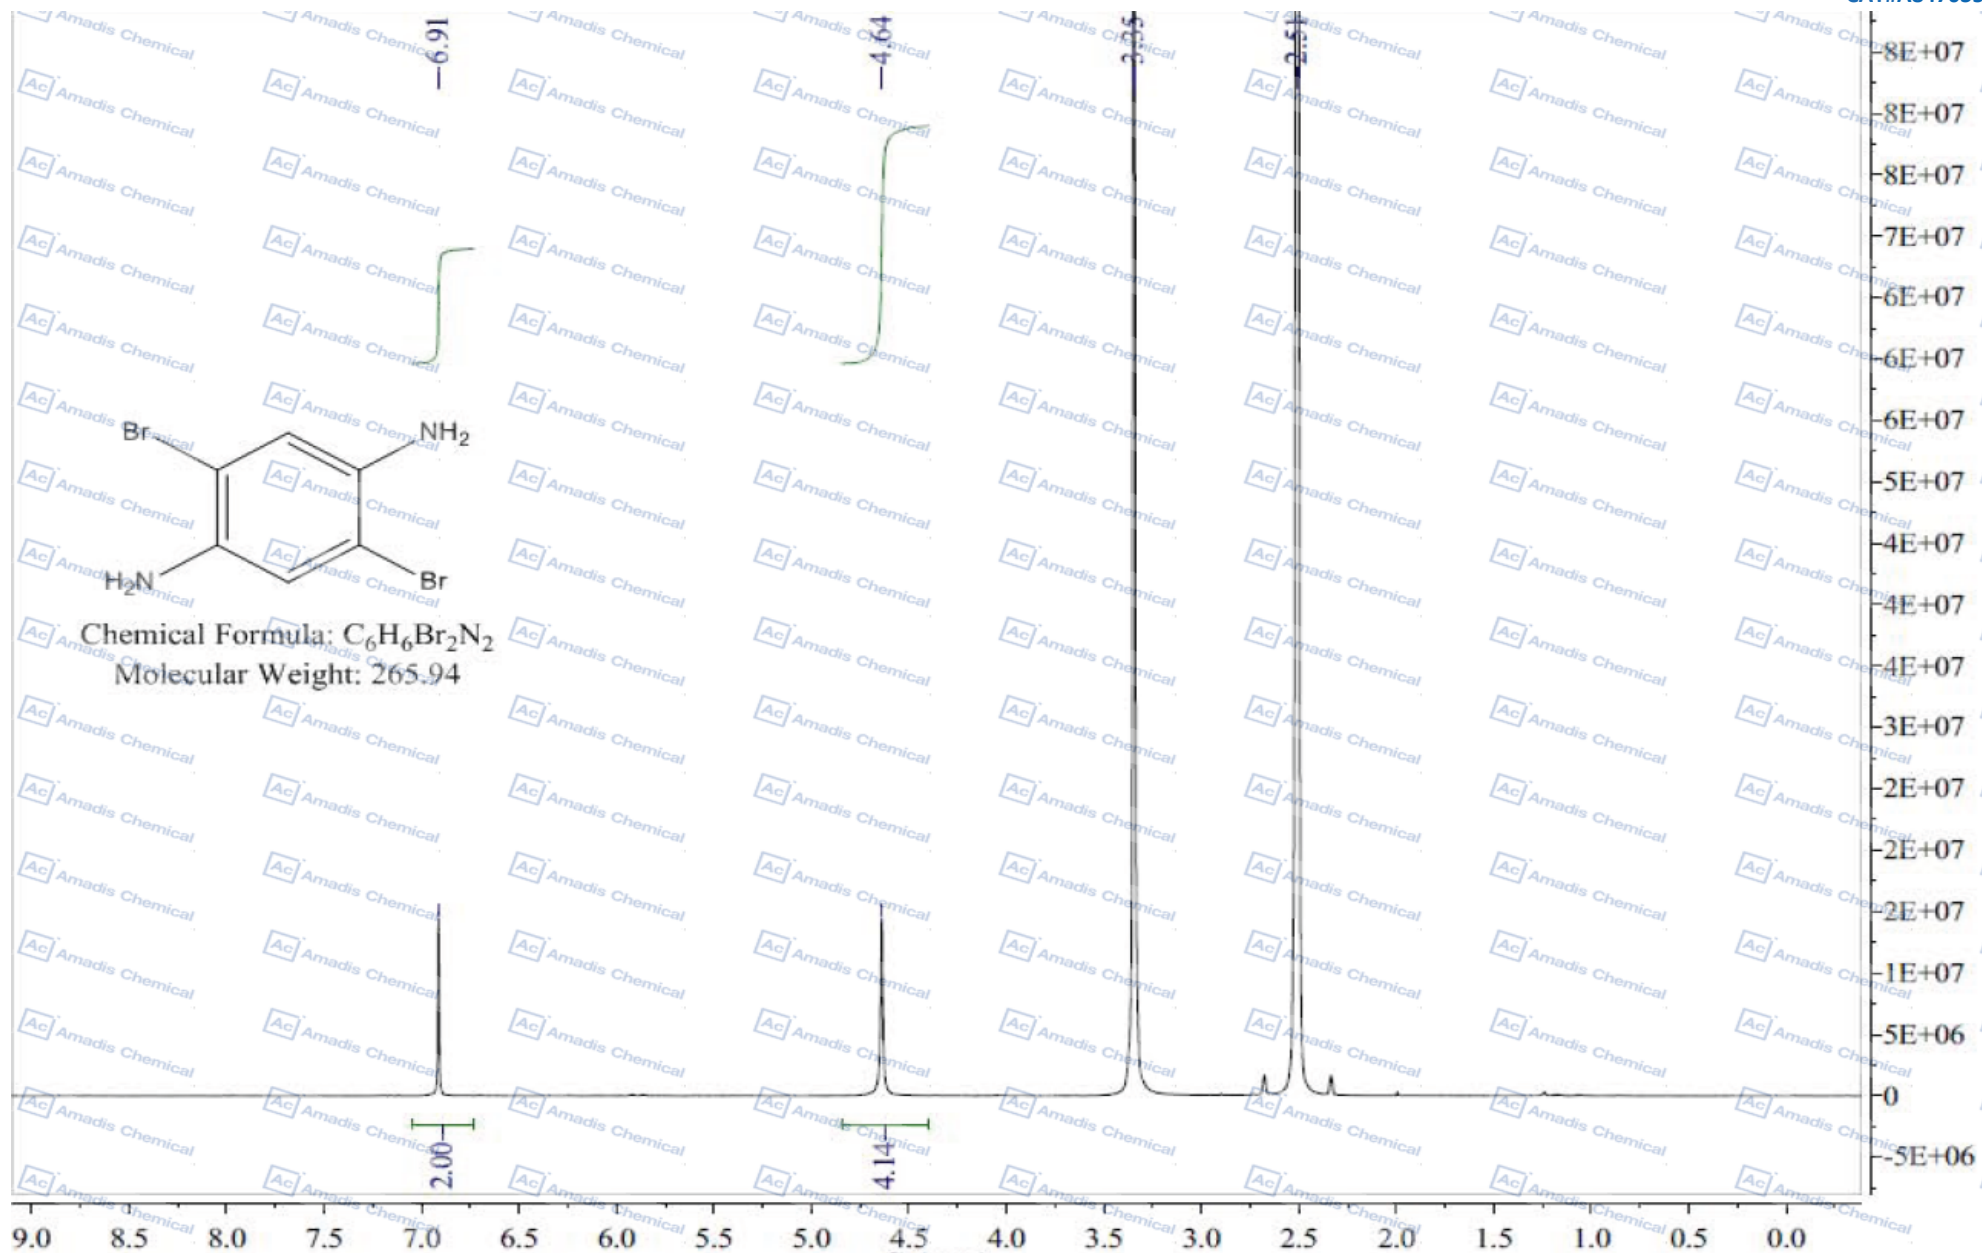 6.91
4.64
3.35
2.51
8E+07
8E+07
8E+07
7E+07
6E+07
6E+07
6E+07
5E+07
4E+07
4E+07
4E+07
3E+07
2E+07
2E+07
2E+07
1E+07
5E+06
0
-5E+06
Br
NH₂
H₂N
Br
Chemical Formula: C₆H₆Br₂N₂
Molecular Weight: 265.94
2.00
4.14
9.0 8.5 8.0 7.5 7.0 6.5 6.0 5.5 5.0 4.5 4.0 3.5 3.0 2.5 2.0 1.5 1.0 0.5 0.0
Ac Amadis Chemical